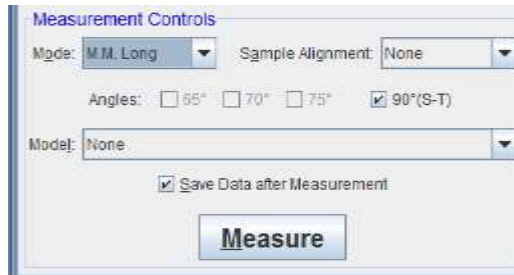 Measurement Controls
Mode: M.M. Long Sample Alignment: None
Angles: 65° 70° 75° 90°(S-T)
Model: None
Save Data after Measurement
Measure